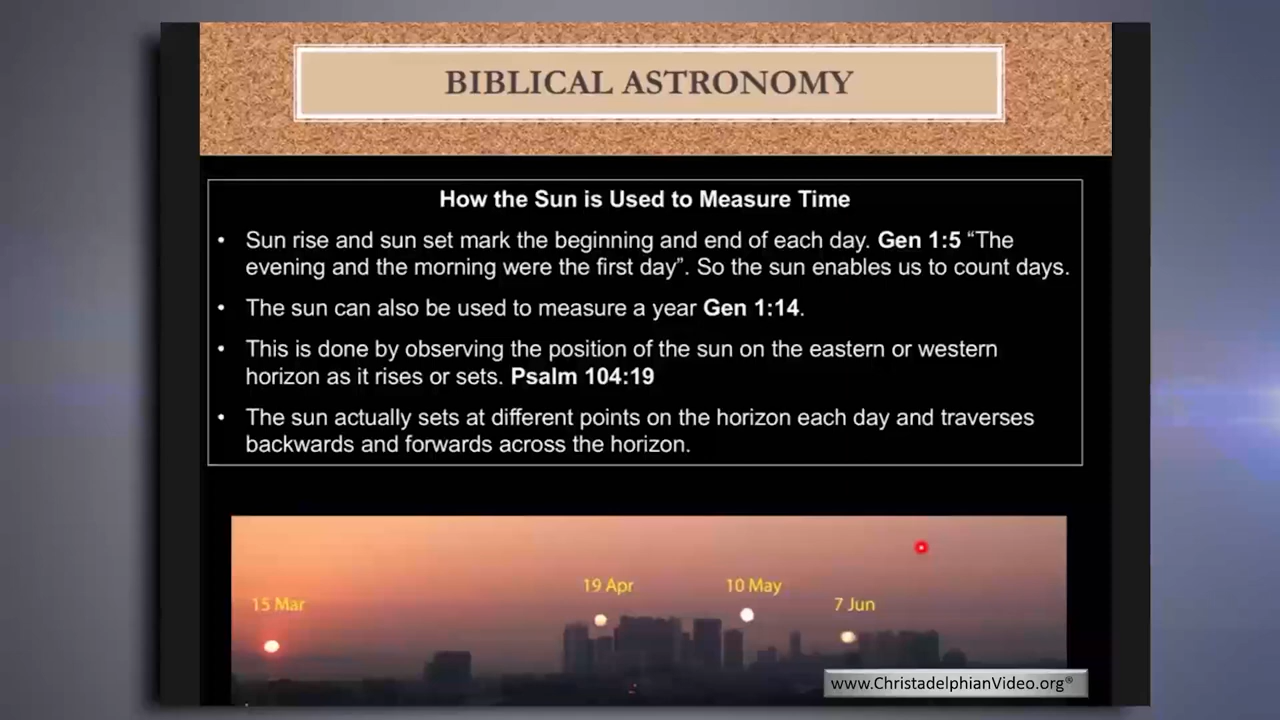 BIBLICAL ASTRONOMY
How the Sun is Used to Measure Time
• Sun rise and sun set mark the beginning and end of each day. Gen 1:5 “The
evening and the morning were the first day”. So the sun enables us to count days.
• The sun can also be used to measure a year Gen 1:14.
• This is done by observing the position of the sun on the eastern or western
horizon as it rises or sets. Psalm 104:19
• The sun actually sets at different points on the horizon each day and traverses
backwards and forwards across the horizon.
15 Mar
19 Apr
10 May
7 Jun
www.ChristadelphianVideo.org®